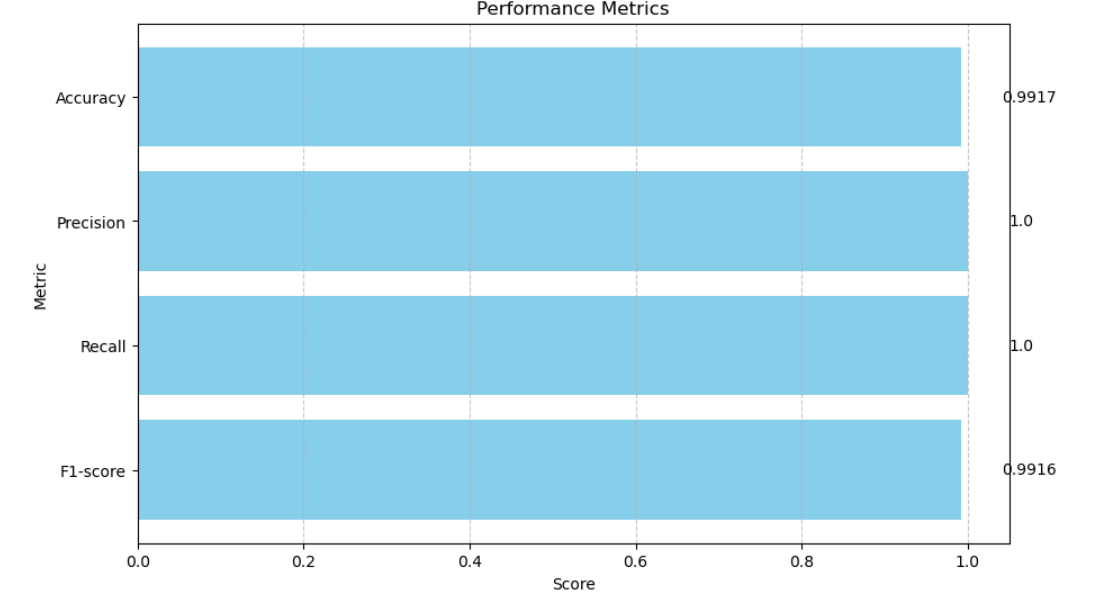 Performance Metrics
Accuracy
0.9917
Precision
1.0
Recall
1.0
F1-score
0.9916
Metric
0.0 0.2 0.4 0.6 0.8 1.0
Score